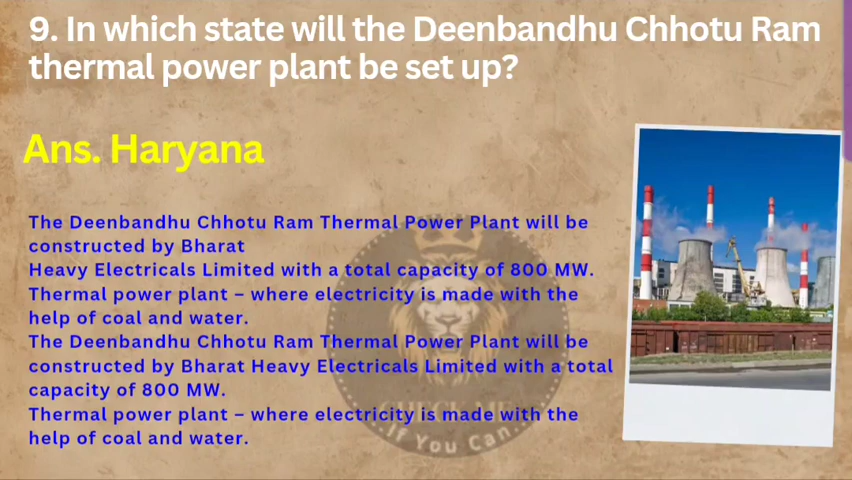 9. In which state will the Deenbandhu Chhotu Ram
thermal power plant be set up?
Ans. Haryana
The Deenbandhu Chhotu Ram Thermal Power Plant will be
constructed by Bharat
Heavy Electricals Limited with a total capacity of 800 MW.
Thermal power plant – where electricity is made with the
help of coal and water.
The Deenbandhu Chhotu Ram Thermal Power Plant will be
constructed by Bharat Heavy Electricals Limited with a total
capacity of 800 MW.
Thermal power plant – where electricity is made with the
help of coal and water.
CHECK ME
..If You Can...